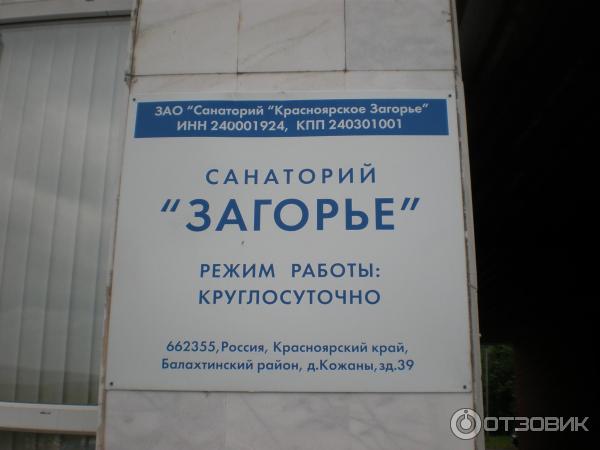 ЗАО "Санаторий "Красноярское Загорье"
ИНН 240001924, КПП 240301001
САНАТОРИЙ
"ЗАГОРЬЕ"
РЕЖИМ РАБОТЫ:
КРУГЛОСУТОЧНО
662355,Россия, Красноярский край,
Балахтинский район, д.Кожаны,зд.39
ОТЗОВИК